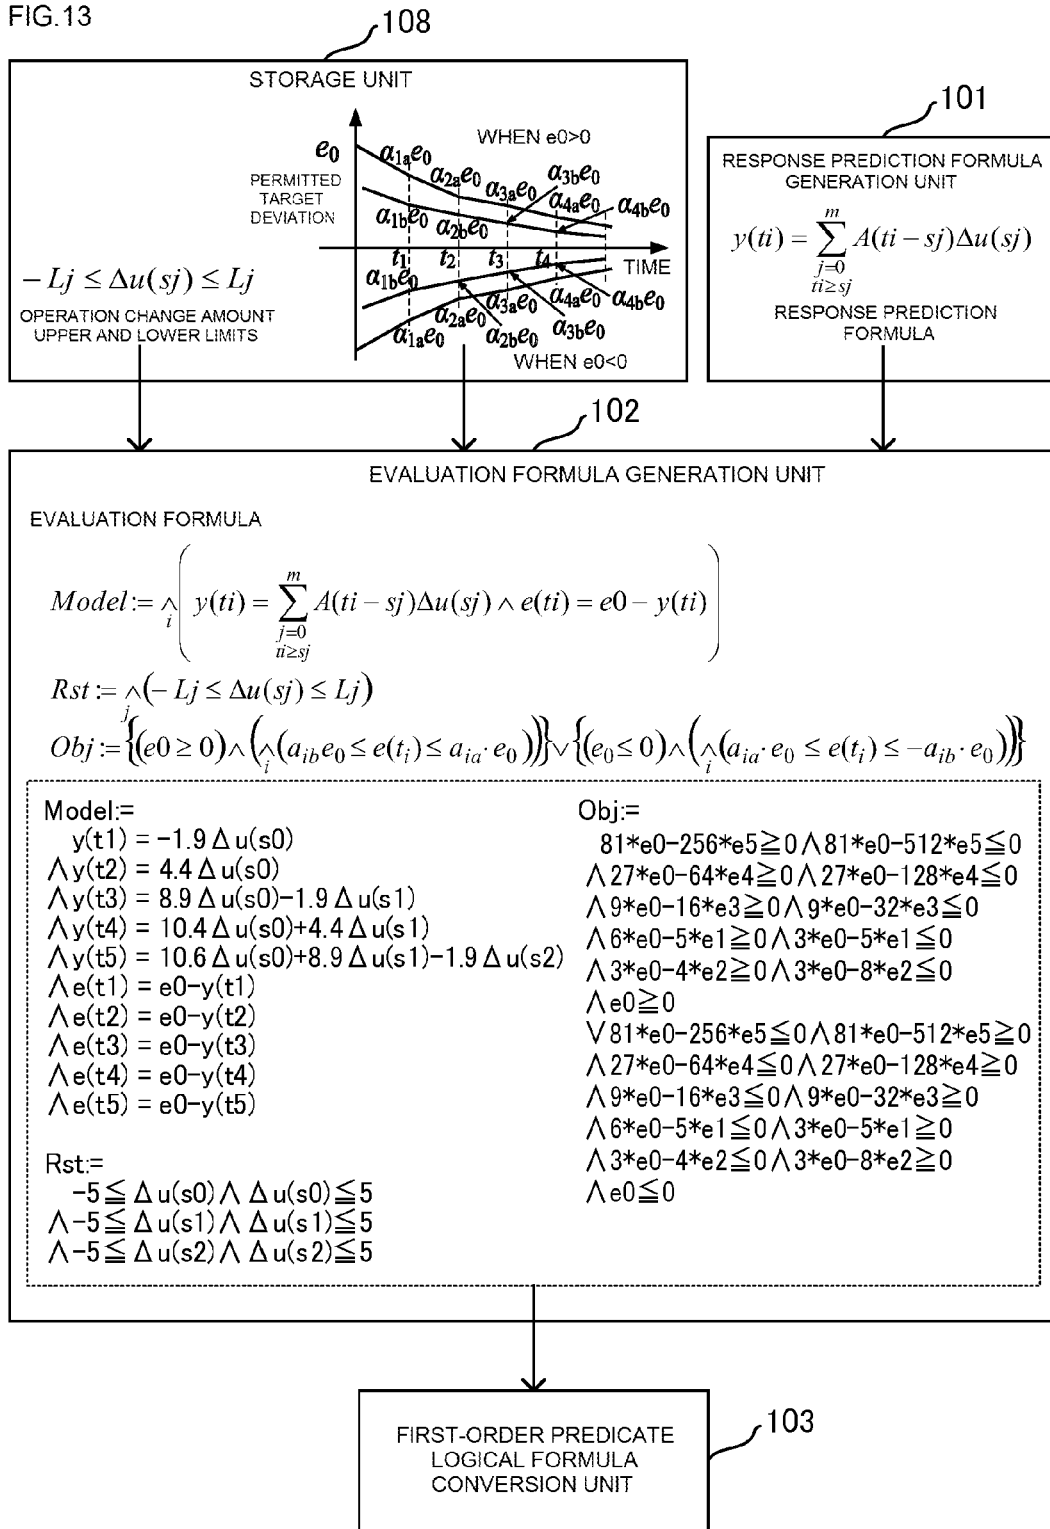 FIG.13
108
STORAGE UNIT
e0
WHEN e0>0
PERMITTED
TARGET
DEVIATION
α1ae0
α2ae0
α3ae0
α3be0
α4ae0
α4be0
α1be0
α2be0
t1 t2 t3 t4 TIME
α1be0
α1ae0
α2ae0
α3ae0
α4ae0
α4be0
α2be0
α3be0
WHEN e0<0
−Lj ≤ Δu(sj) ≤ Lj
OPERATION CHANGE AMOUNT
UPPER AND LOWER LIMITS
101
RESPONSE PREDICTION FORMULA
GENERATION UNIT
y(ti) = ∑ m j=0 ti≥sj A(ti − sj)Δu(sj)
RESPONSE PREDICTION
FORMULA
102
EVALUATION FORMULA GENERATION UNIT
EVALUATION FORMULA
Model := ∧i ( y(ti) = ∑ m j=0 ti≥sj A(ti − sj)Δu(sj) ∧ e(ti) = e0 − y(ti) )
Rst := ∧j (−Lj ≤ Δu(sj) ≤ Lj)
Obj := {(e0 ≥ 0) ∧ (∧i (aib e0 ≤ e(ti) ≤ aia · e0))} ∨ {(e0 ≤ 0) ∧ (∧i (aia · e0 ≤ e(ti) ≤ −aib · e0))}
Model:=
y(t1) = −1.9 Δu(s0)
∧y(t2) = 4.4 Δu(s0)
∧y(t3) = 8.9 Δu(s0)−1.9 Δu(s1)
∧y(t4) = 10.4 Δu(s0)+4.4 Δu(s1)
∧y(t5) = 10.6 Δu(s0)+8.9 Δu(s1)−1.9 Δu(s2)
∧e(t1) = e0−y(t1)
∧e(t2) = e0−y(t2)
∧e(t3) = e0−y(t3)
∧e(t4) = e0−y(t4)
∧e(t5) = e0−y(t5)
Rst:=
−5≦Δu(s0)∧Δu(s0)≦5
∧−5≦Δu(s1)∧Δu(s1)≦5
∧−5≦Δu(s2)∧Δu(s2)≦5
Obj:=
81*e0−256*e5≧0∧81*e0−512*e5≦0
∧27*e0−64*e4≧0∧27*e0−128*e4≦0
∧9*e0−16*e3≧0∧9*e0−32*e3≦0
∧6*e0−5*e1≧0∧3*e0−5*e1≦0
∧3*e0−4*e2≧0∧3*e0−8*e2≦0
∧e0≧0
∨81*e0−256*e5≦0∧81*e0−512*e5≧0
∧27*e0−64*e4≦0∧27*e0−128*e4≧0
∧9*e0−16*e3≦0∧9*e0−32*e3≧0
∧6*e0−5*e1≦0∧3*e0−5*e1≧0
∧3*e0−4*e2≦0∧3*e0−8*e2≧0
∧e0≦0
103
FIRST-ORDER PREDICATE
LOGICAL FORMULA
CONVERSION UNIT